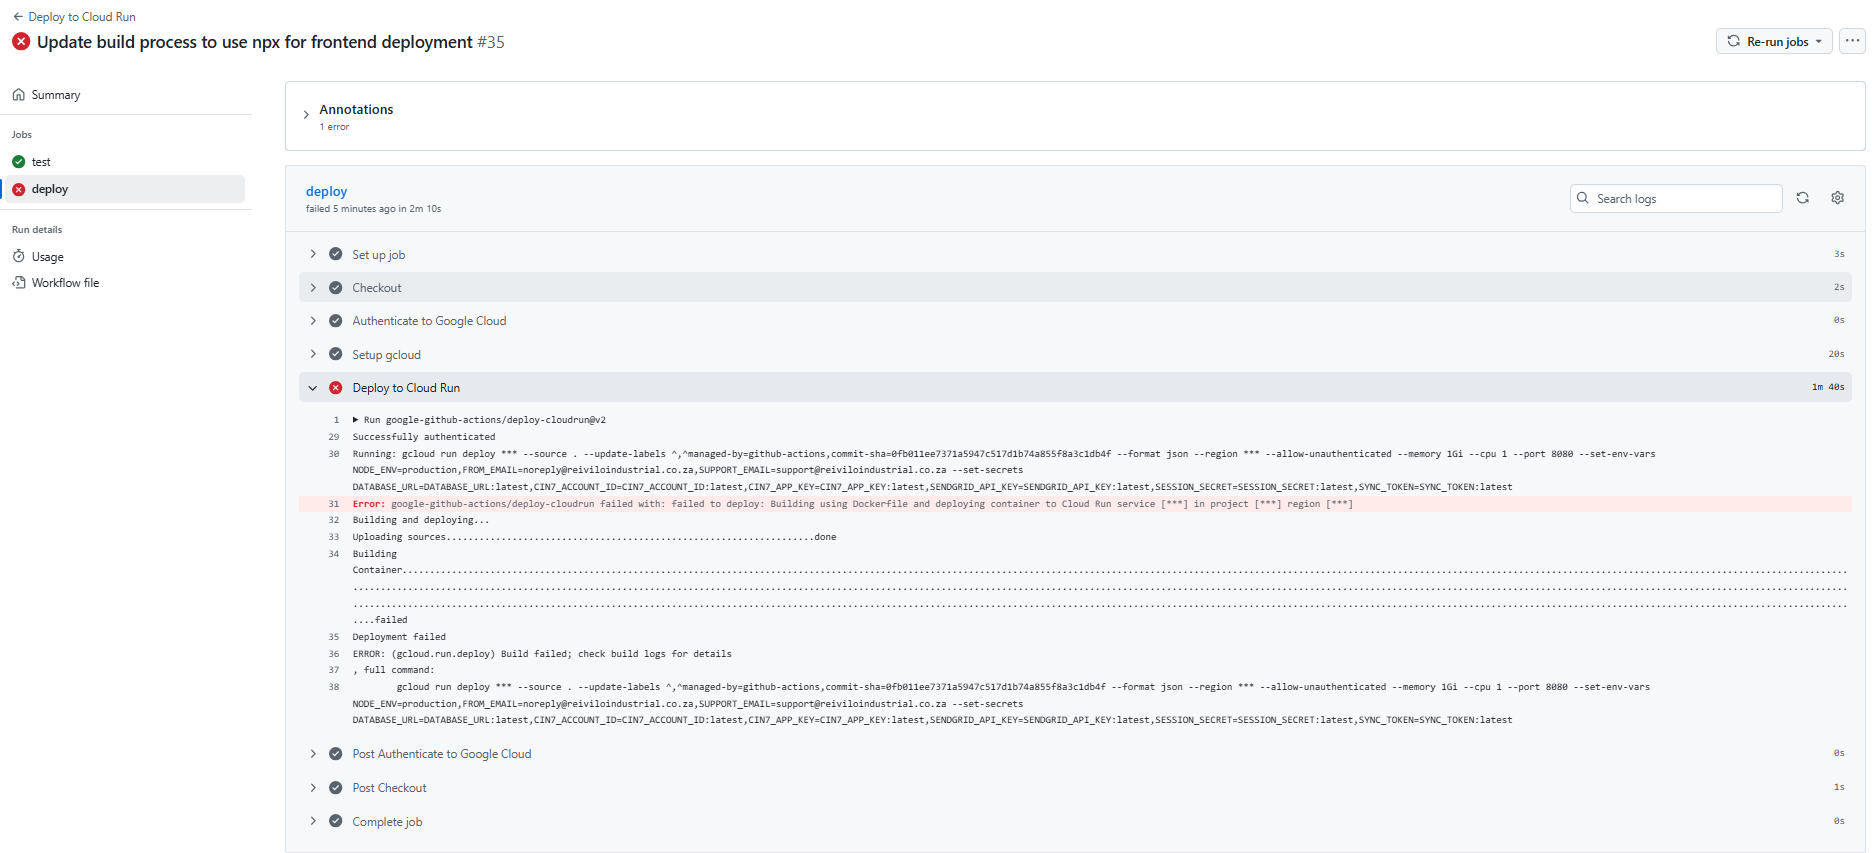 Deploy to Cloud Run
Update build process to use npx for frontend deployment #35
Re-run jobs
Summary
Jobs
test
deploy
Run details
Usage
Workflow file
Annotations
1 error
deploy
failed 5 minutes ago in 2m 10s
Search logs
Set up job 3s
Checkout 2s
Authenticate to Google Cloud 0s
Setup gcloud 20s
Deploy to Cloud Run 1m 40s
1 Run google-github-actions/deploy-cloudrun@v2
29 Successfully authenticated
30 Running: gcloud run deploy *** --source . --update-labels ^,^managed-by=github-actions,commit-sha=0fb011ee7371a5947c517d1b74a855f8a3c1db4f --format json --region *** --allow-unauthenticated --memory 1Gi --cpu 1 --port 8080 --set-env-vars
NODE_ENV=production,FROM_EMAIL=noreply@reiviloindustrial.co.za,SUPPORT_EMAIL=support@reiviloindustrial.co.za --set-secrets
DATABASE_URL=DATABASE_URL:latest,CIN7_ACCOUNT_ID=CIN7_ACCOUNT_ID:latest,CIN7_APP_KEY=CIN7_APP_KEY:latest,SENDGRID_API_KEY=SENDGRID_API_KEY:latest,SESSION_SECRET=SESSION_SECRET:latest,SYNC_TOKEN=SYNC_TOKEN:latest
31 Error: google-github-actions/deploy-cloudrun failed with: failed to deploy: Building using Dockerfile and deploying container to Cloud Run service [***] in project [***] region [***]
32 Building and deploying...
33 Uploading sources...................................................................done
34 Building
Container....................................................................................................
....failed
35 Deployment failed
36 ERROR: (gcloud.run.deploy) Build failed; check build logs for details
37 , full command:
38 gcloud run deploy *** --source . --update-labels ^,^managed-by=github-actions,commit-sha=0fb011ee7371a5947c517d1b74a855f8a3c1db4f --format json --region *** --allow-unauthenticated --memory 1Gi --cpu 1 --port 8080 --set-env-vars
NODE_ENV=production,FROM_EMAIL=noreply@reiviloindustrial.co.za,SUPPORT_EMAIL=support@reiviloindustrial.co.za --set-secrets
DATABASE_URL=DATABASE_URL:latest,CIN7_ACCOUNT_ID=CIN7_ACCOUNT_ID:latest,CIN7_APP_KEY=CIN7_APP_KEY:latest,SENDGRID_API_KEY=SENDGRID_API_KEY:latest,SESSION_SECRET=SESSION_SECRET:latest,SYNC_TOKEN=SYNC_TOKEN:latest
Post Authenticate to Google Cloud 0s
Post Checkout 1s
Complete job 0s